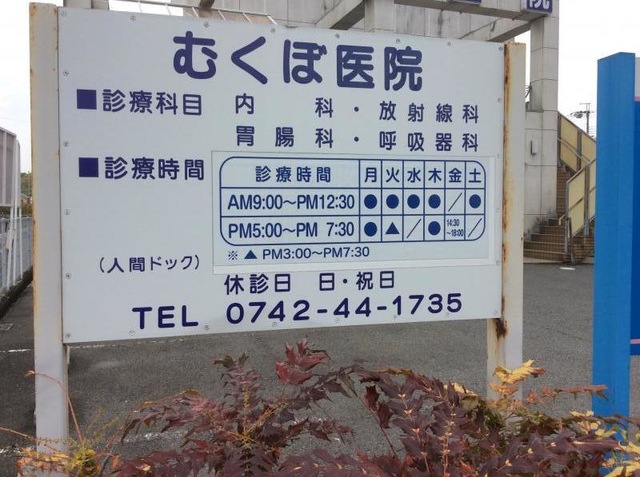 むくぼ医院
■診療科目 内科・放射線科
胃腸科・呼吸器科
■診療時間
診療時間 月 火 水 木 金 土
AM9:00～PM12:30 ● ● ● ● ／ ●
PM5:00～PM 7:30 ● ▲ ／ ● 14:30～18:00 ／
※ ▲ PM3:00～PM7:30
(人間ドック)
休診日 日・祝日
TEL 0742-44-1735
院